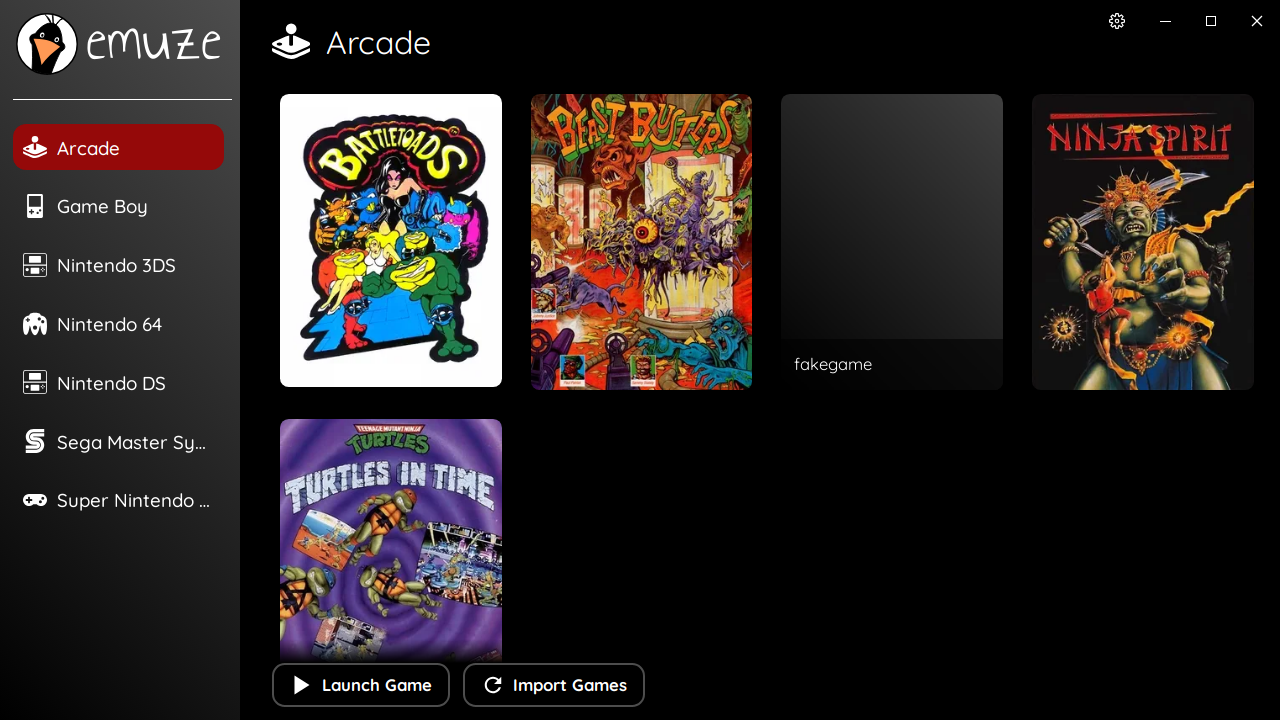 emuze
Arcade
Game Boy
Nintendo 3DS
Nintendo 64
Nintendo DS
Sega Master Sy...
Super Nintendo ...
Arcade
BATTLETOADS
BEAST BUSTERS
fakegame
NINJA SPIRIT
TEENAGE MUTANT NINJA
TURTLES
TURTLES IN TIME
Launch Game
Import Games